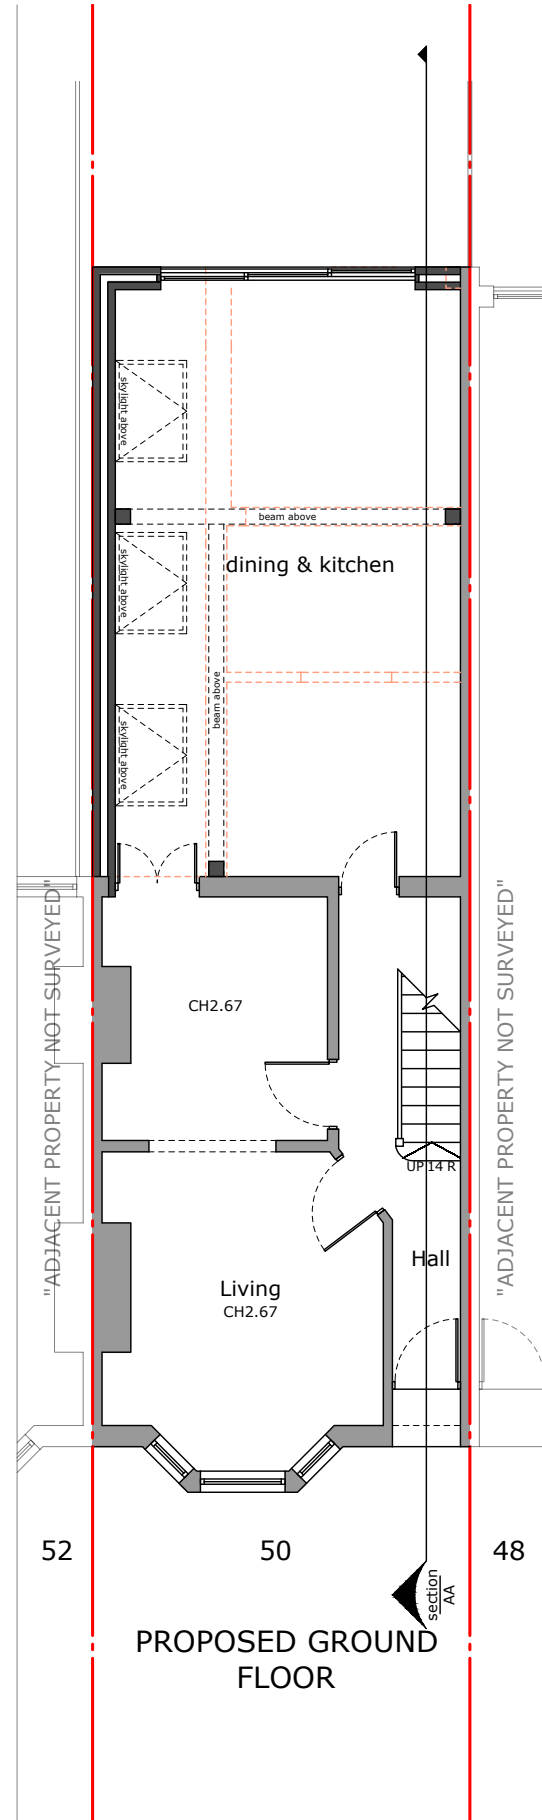 skylight above
beam above
skylight above
dining & kitchen
beam above
skylight above
"ADJACENT PROPERTY NOT SURVEYED"
"ADJACENT PROPERTY NOT SURVEYED"
CH2.67
UP 14 R
Hall
Living
CH2.67
52
50
48
section
AA
PROPOSED GROUND
FLOOR